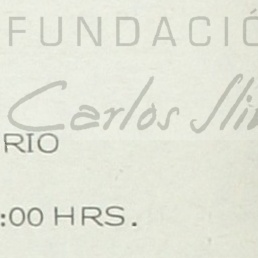 FUNDACIÓ
Carlos Sli
RIO
:00 HRS.